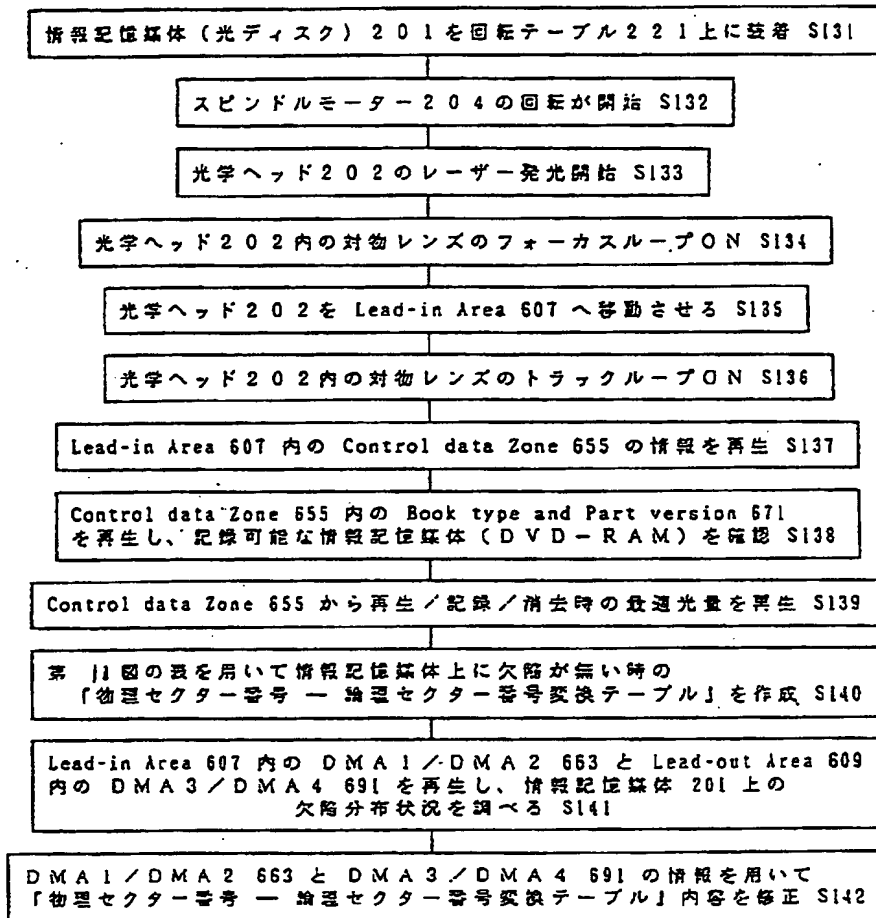 情報記憶媒体(光ディスク)201を回転テーブル221上に装着 S131
スピンドルモーター204の回転が開始 S132
光学ヘッド202のレーザー発光開始 S133
光学ヘッド202内の対物レンズのフォーカスループON S134
光学ヘッド202を Lead-in Area 607 へ移動させる S135
光学ヘッド202内の対物レンズのトラックループON S136
Lead-in Area 607 内の Control data Zone 655 の情報を再生 S137
Control data Zone 655 内の Book type and Part version 671
を再生し、記録可能な情報記憶媒体(DVD-RAM)を確認 S138
Control data Zone 655 から再生/記録/消去時の最適光量を再生 S139
第 11図の表を用いて情報記憶媒体上に欠陥が無い時の
『物理セクター番号 ― 論理セクター番号変換テーブル』を作成 S140
Lead-in Area 607 内の DMA1/DMA2 663 と Lead-out Area 609
内の DMA3/DMA4 691 を再生し、情報記憶媒体 201 上の
欠陥分布状況を調べる S141
DMA1/DMA2 663 と DMA3/DMA4 691 の情報を用いて
『物理セクター番号 ― 論理セクター番号変換テーブル』内容を修正 S142